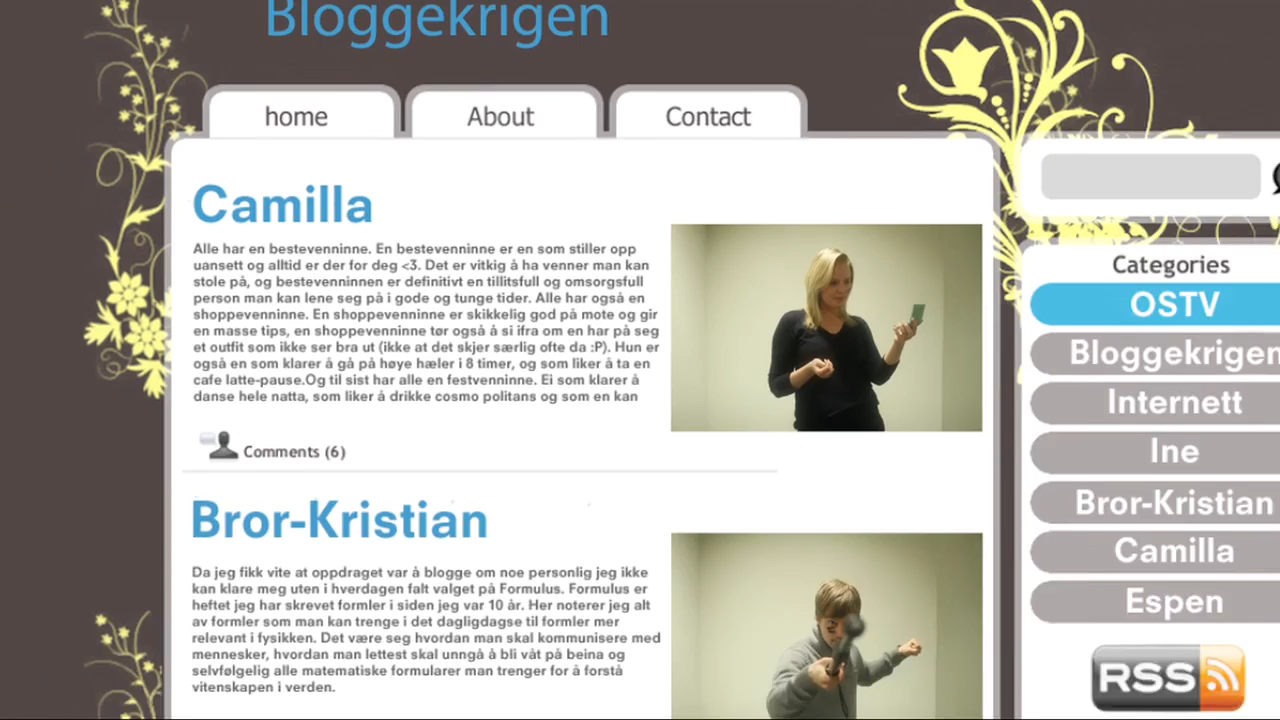 Bloggekrigen
home
About
Contact
Camilla
Alle har en bestevenninne. En bestevenninne er en som stiller opp
uansett og alltid er der for deg <3. Det er vitkig å ha venner man kan
stole på, og bestevenninnen er definitivt en tillitsfull og omsorgsfull
person man kan lene seg på i gode og tunge tider. Alle har også en
shoppevenninne. En shoppevenninne er skikkelig god på mote og gir
en masse tips, en shoppevenninne tør også å si ifra om en har på seg
et outfit som ikke ser bra ut (ikke at det skjer særlig ofte da :P). Hun er
også en som klarer å gå på høye hæler i 8 timer, og som liker å ta en
cafe latte-pause.Og til sist har alle en festvenninne. Ei som klarer å
danse hele natta, som liker å drikke cosmo politans og som en kan
Comments (6)
Bror-Kristian
Da jeg fikk vite at oppdraget var å blogge om noe personlig jeg ikke
kan klare meg uten i hverdagen falt valget på Formulus. Formulus er
heftet jeg har skrevet formler i siden jeg var 10 år. Her noterer jeg alt
av formler som man kan trenge i det dagligdagse til formler mer
relevant i fysikken. Det være seg hvordan man skal kommunisere med
mennesker, hvordan man lettest skal unngå å bli våt på beina og
selvfølgelig alle matematiske formularer man trenger for å forstå
vitenskapen i verden.
Categories
OSTV
Bloggekrigen
Internett
Ine
Bror-Kristian
Camilla
Espen
RSS